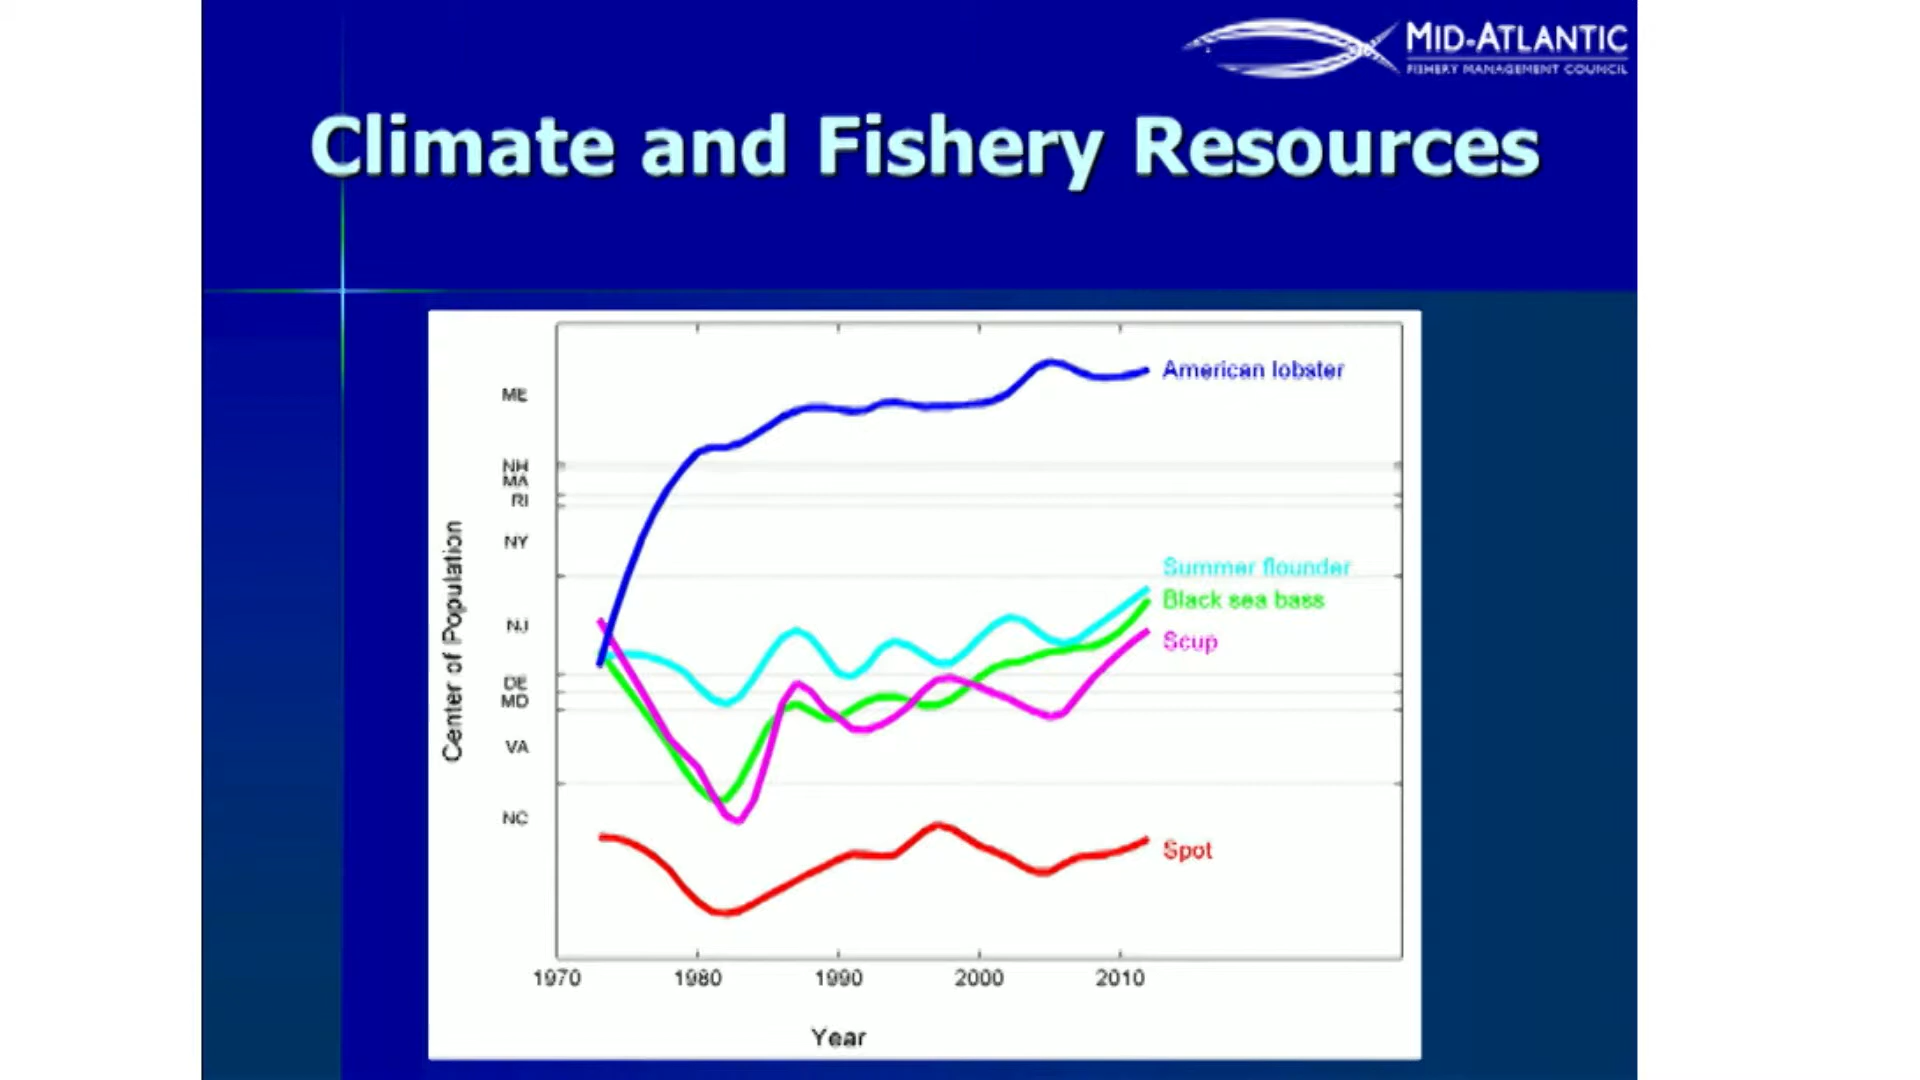 MID-ATLANTIC
FISHERY MANAGEMENT COUNCIL
Climate and Fishery Resources
Center of Population
ME
NH
MA
RI
NY
NJ
DE
MD
VA
NC
American lobster
Summer flounder
Black sea bass
Scup
Spot
1970 1980 1990 2000 2010
Year